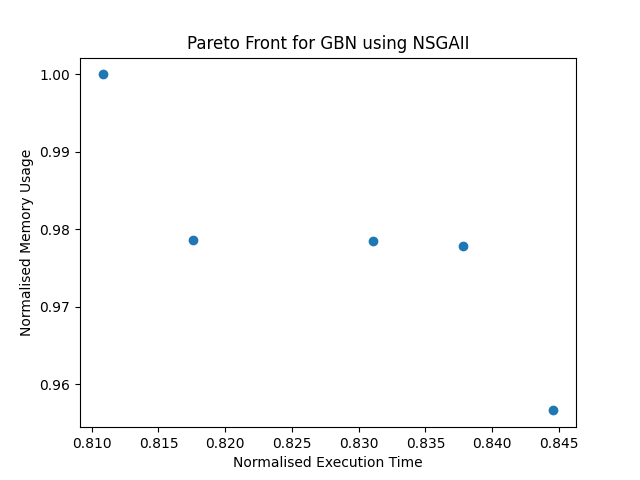 Pareto Front for GBN using NSGAII
1.00
0.99
0.98
0.97
0.96
Normalised Memory Usage
0.810 0.815 0.820 0.825 0.830 0.835 0.840 0.845
Normalised Execution Time